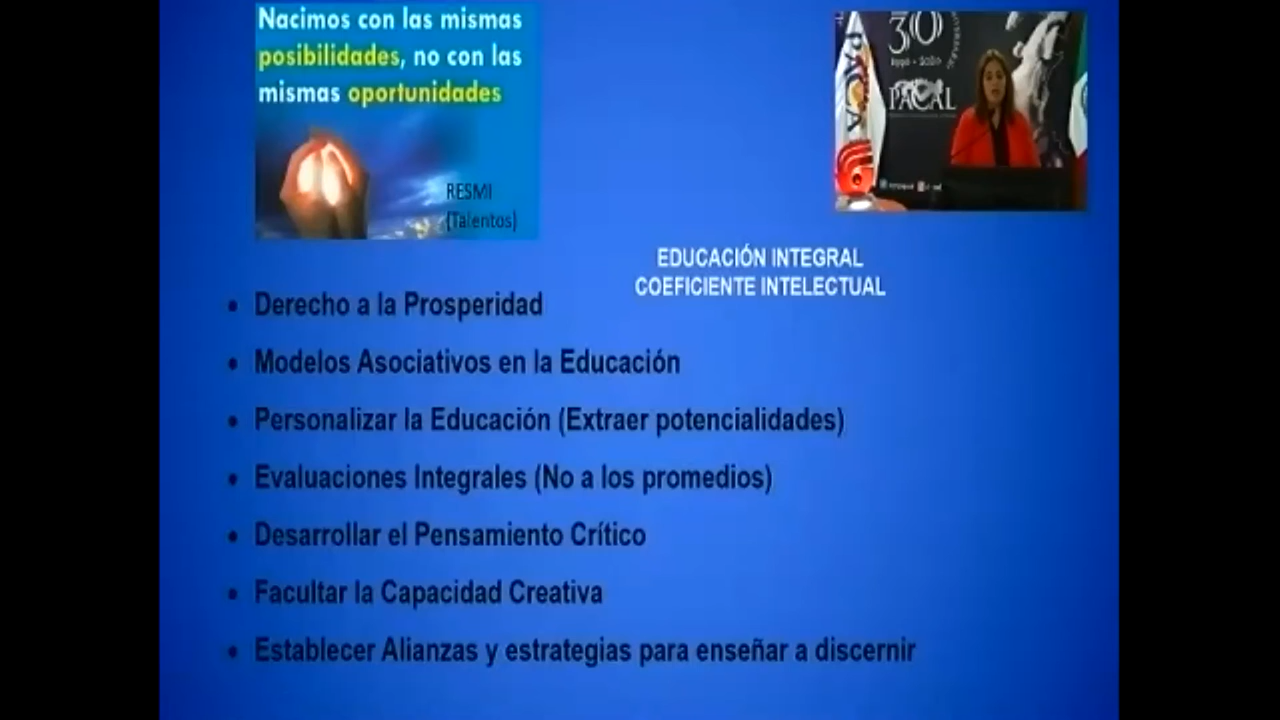 Nacimos con las mismas
posibilidades, no con las
mismas oportunidades
RESMI
(Talentos)
30
1990 - 2020
PACAL
EDUCACIÓN INTEGRAL
COEFICIENTE INTELECTUAL
• Derecho a la Prosperidad
• Modelos Asociativos en la Educación
• Personalizar la Educación (Extraer potencialidades)
• Evaluaciones Integrales (No a los promedios)
• Desarrollar el Pensamiento Crítico
• Facultar la Capacidad Creativa
• Establecer Alianzas y estrategias para enseñar a discernir